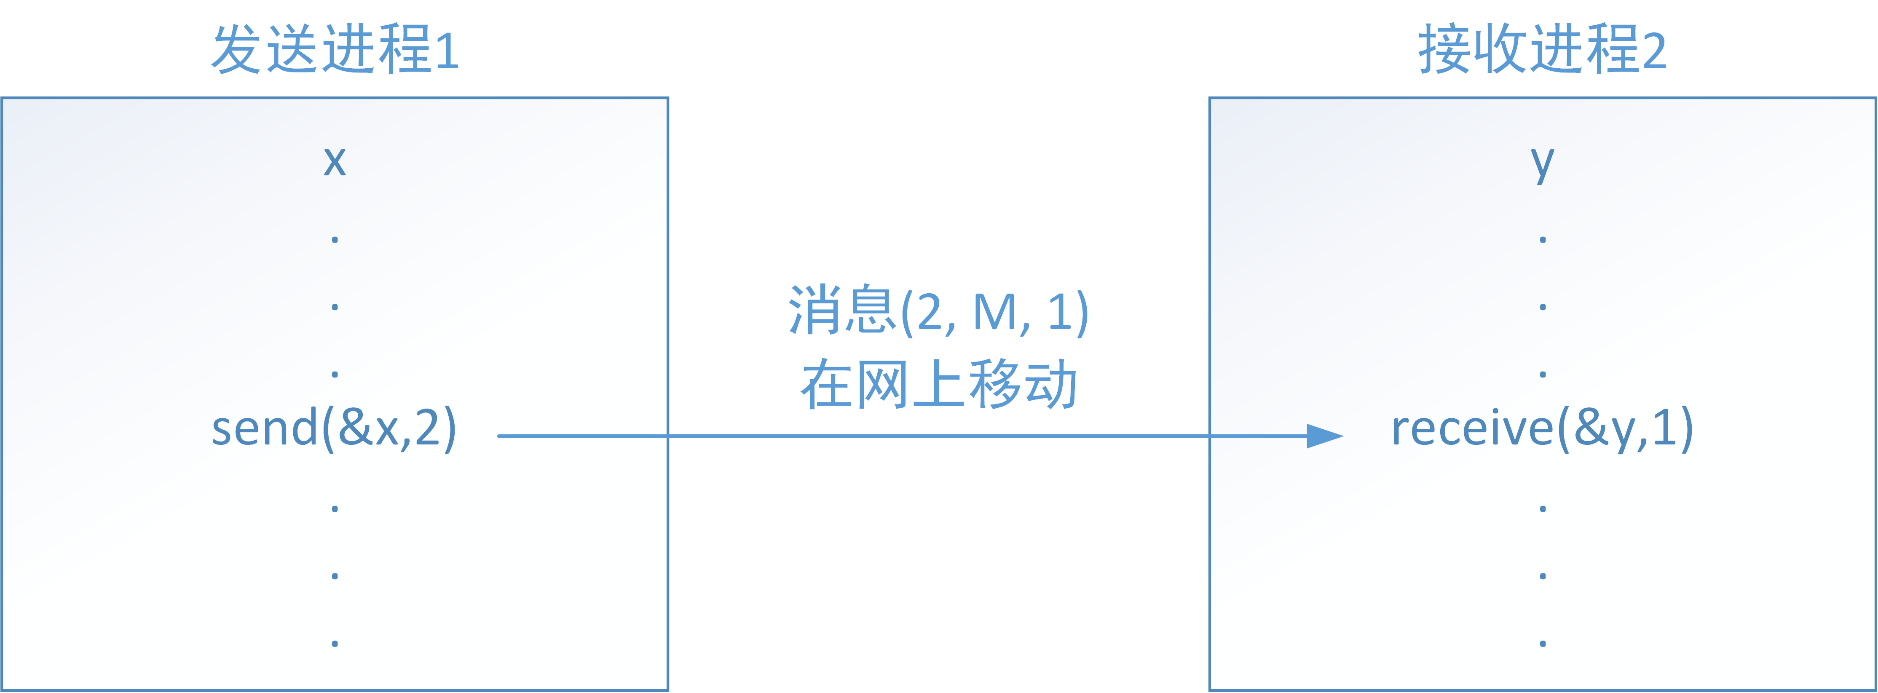 发送进程1
接收进程2
x
.
.
.
send(&x,2)
.
.
.
消息(2, M, 1)
在网上移动
y
.
.
.
receive(&y,1)
.
.
.